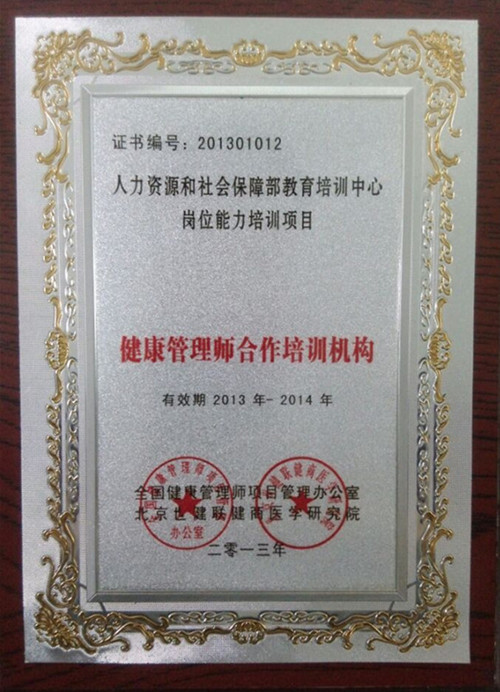 证书编号：201301012
人力资源和社会保障部教育培训中心
岗位能力培训项目
健康管理师合作培训机构
有效期 2013 年- 2014 年
全国健康管理师项目管理办公室
北京世健联健商医学研究院
办公室
二零一三年